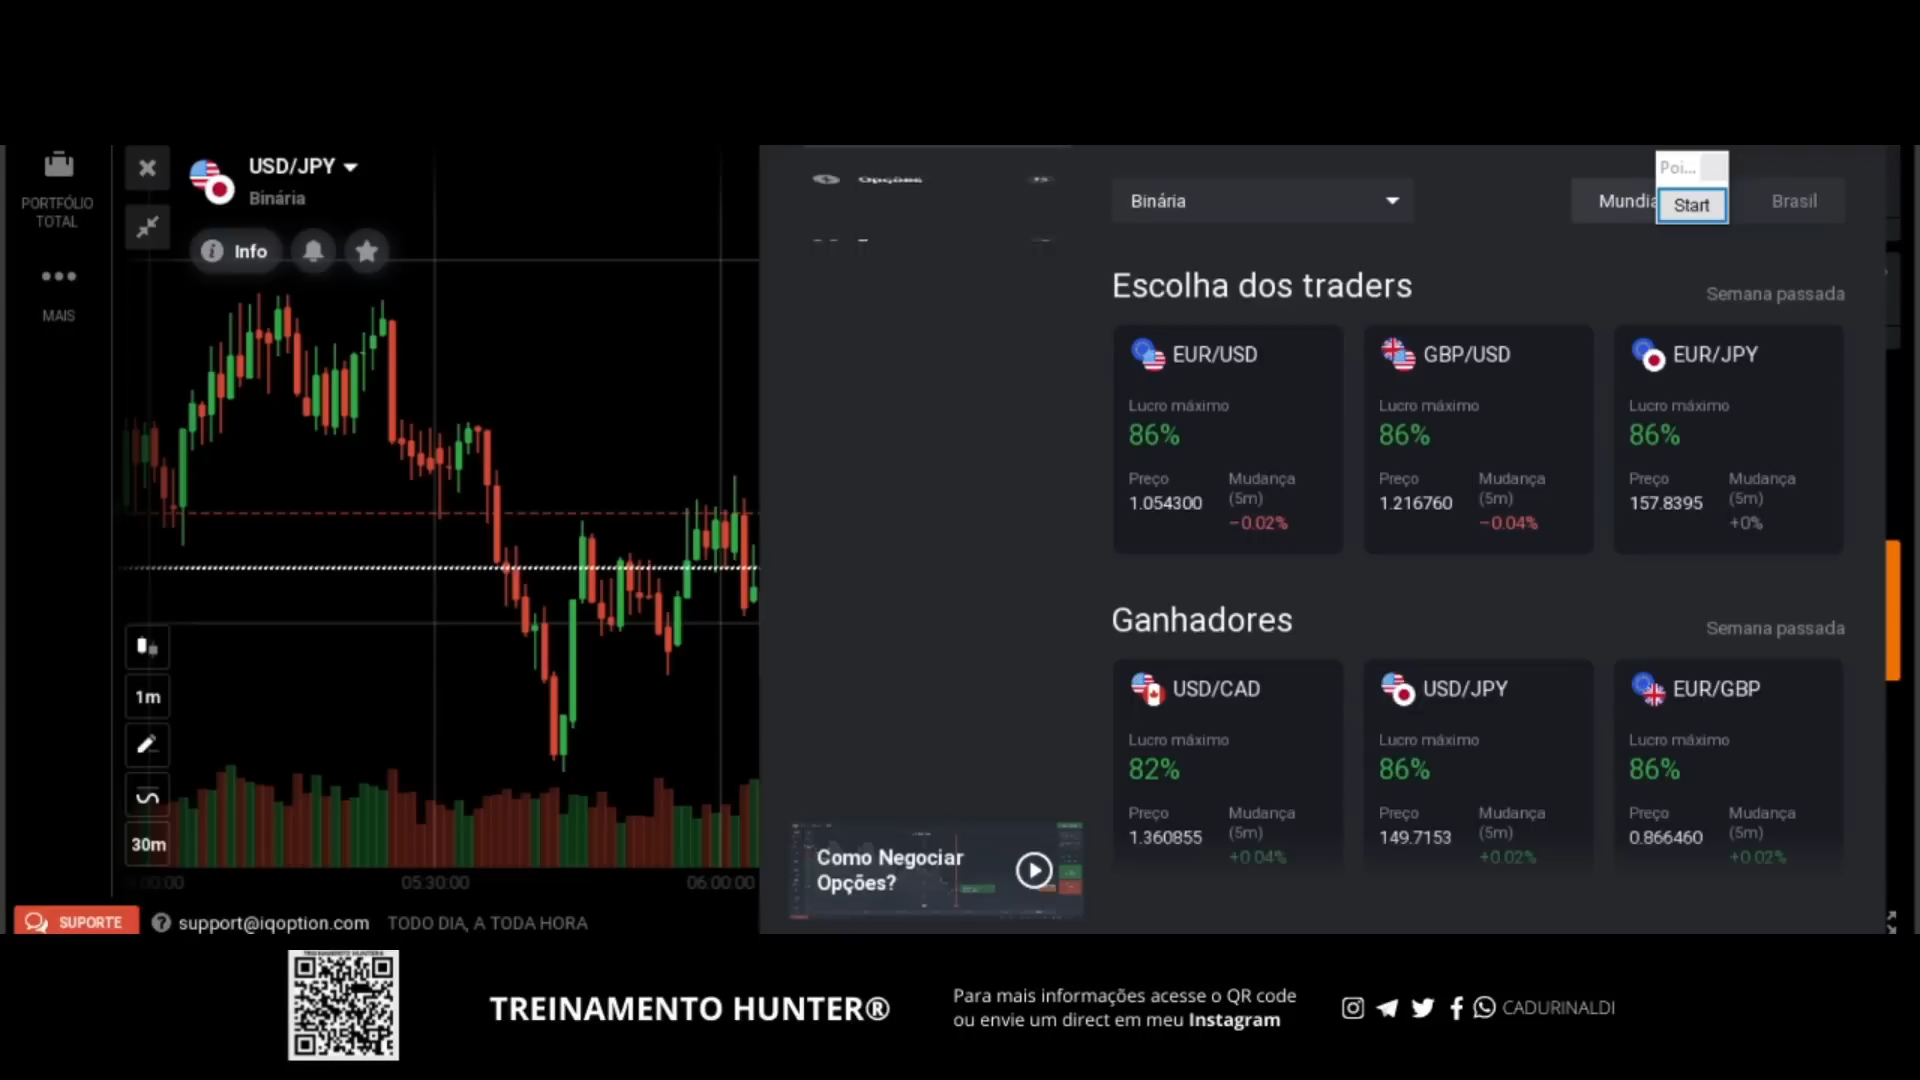 PORTFÓLIO
TOTAL
MAIS
USD/JPY
Binária
Info
1m
30m
05:30:00
06:00:00
SUPORTE
support@iqoption.com
TODO DIA, A TODA HORA
Opções
Como Negociar
Opções?
Binária
Poi...
Start
Brasil
Escolha dos traders
Semana passada
EUR/USD
Lucro máximo
86%
Preço
Mudança
(5m)
1.054300
−0.02%
GBP/USD
Lucro máximo
86%
Preço
Mudança
(5m)
1.216760
−0.04%
EUR/JPY
Lucro máximo
86%
Preço
Mudança
(5m)
157.8395
+0%
Ganhadores
Semana passada
USD/CAD
Lucro máximo
82%
Preço
Mudança
(5m)
1.360855
+0.04%
USD/JPY
Lucro máximo
86%
Preço
Mudança
(5m)
149.7153
+0.02%
EUR/GBP
Lucro máximo
86%
Preço
Mudança
(5m)
0.866460
+0.02%
TREINAMENTO HUNTER®
Para mais informações acesse o QR code
ou envie um direct em meu Instagram
CADURINALDI